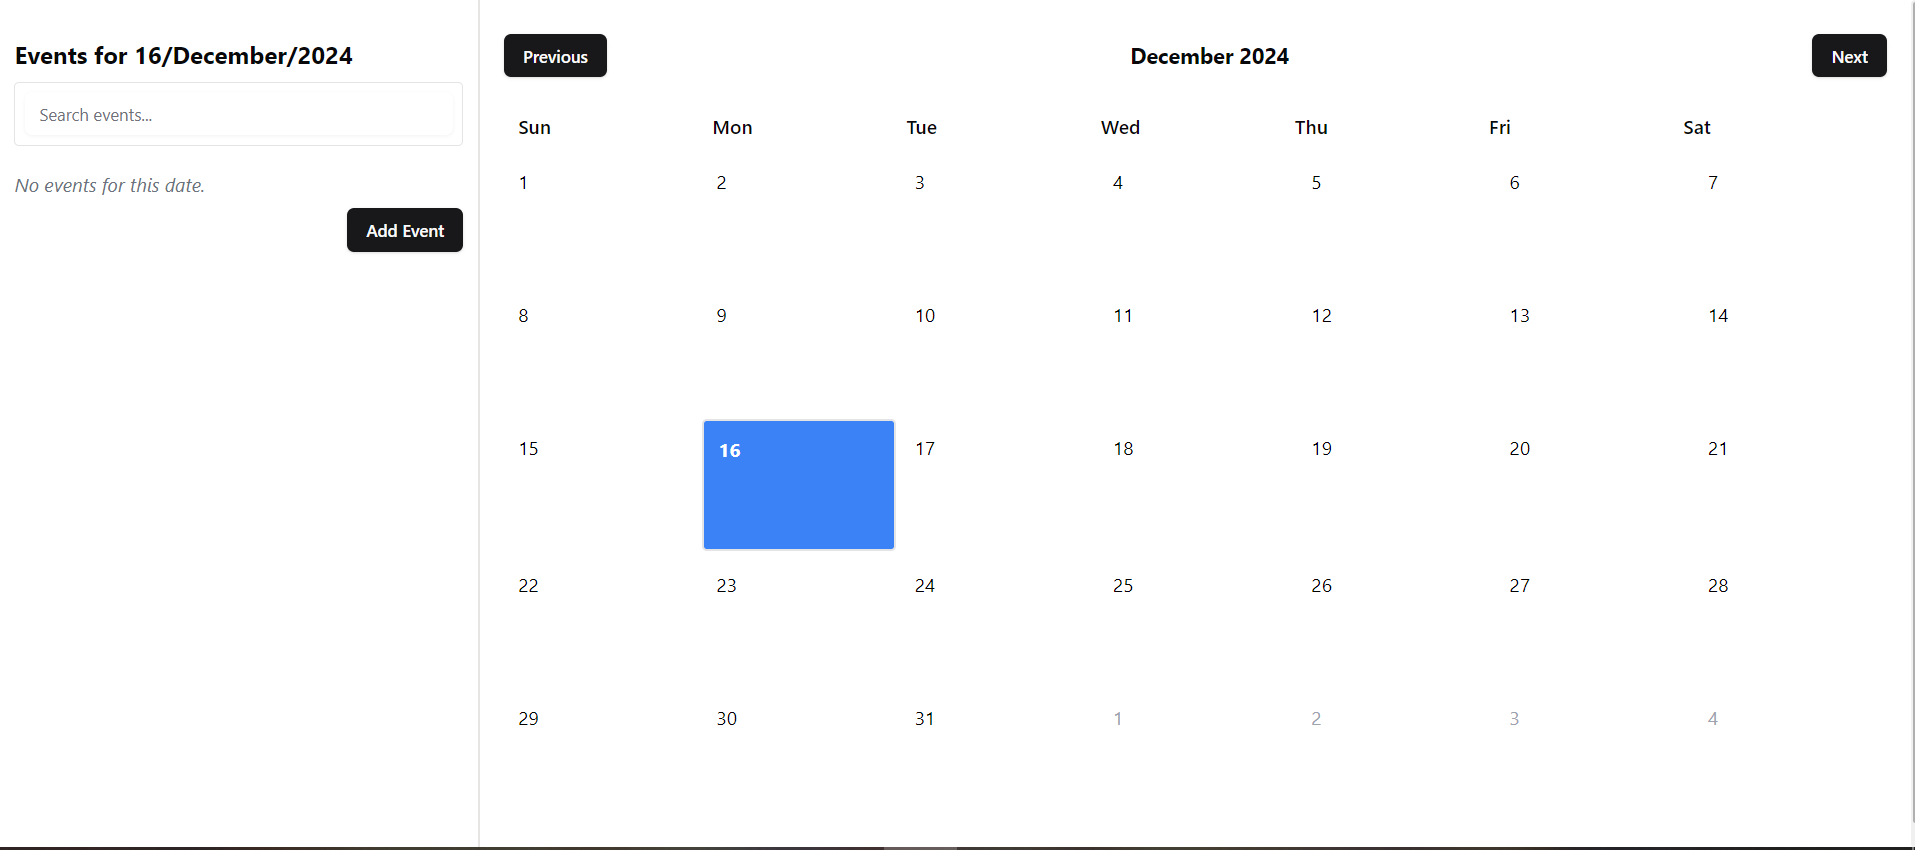 Events for 16/December/2024
Search events...
No events for this date.
Add Event
Previous
December 2024
Next
Sun Mon Tue Wed Thu Fri Sat
1 2 3 4 5 6 7
8 9 10 11 12 13 14
15 16 17 18 19 20 21
22 23 24 25 26 27 28
29 30 31 1 2 3 4